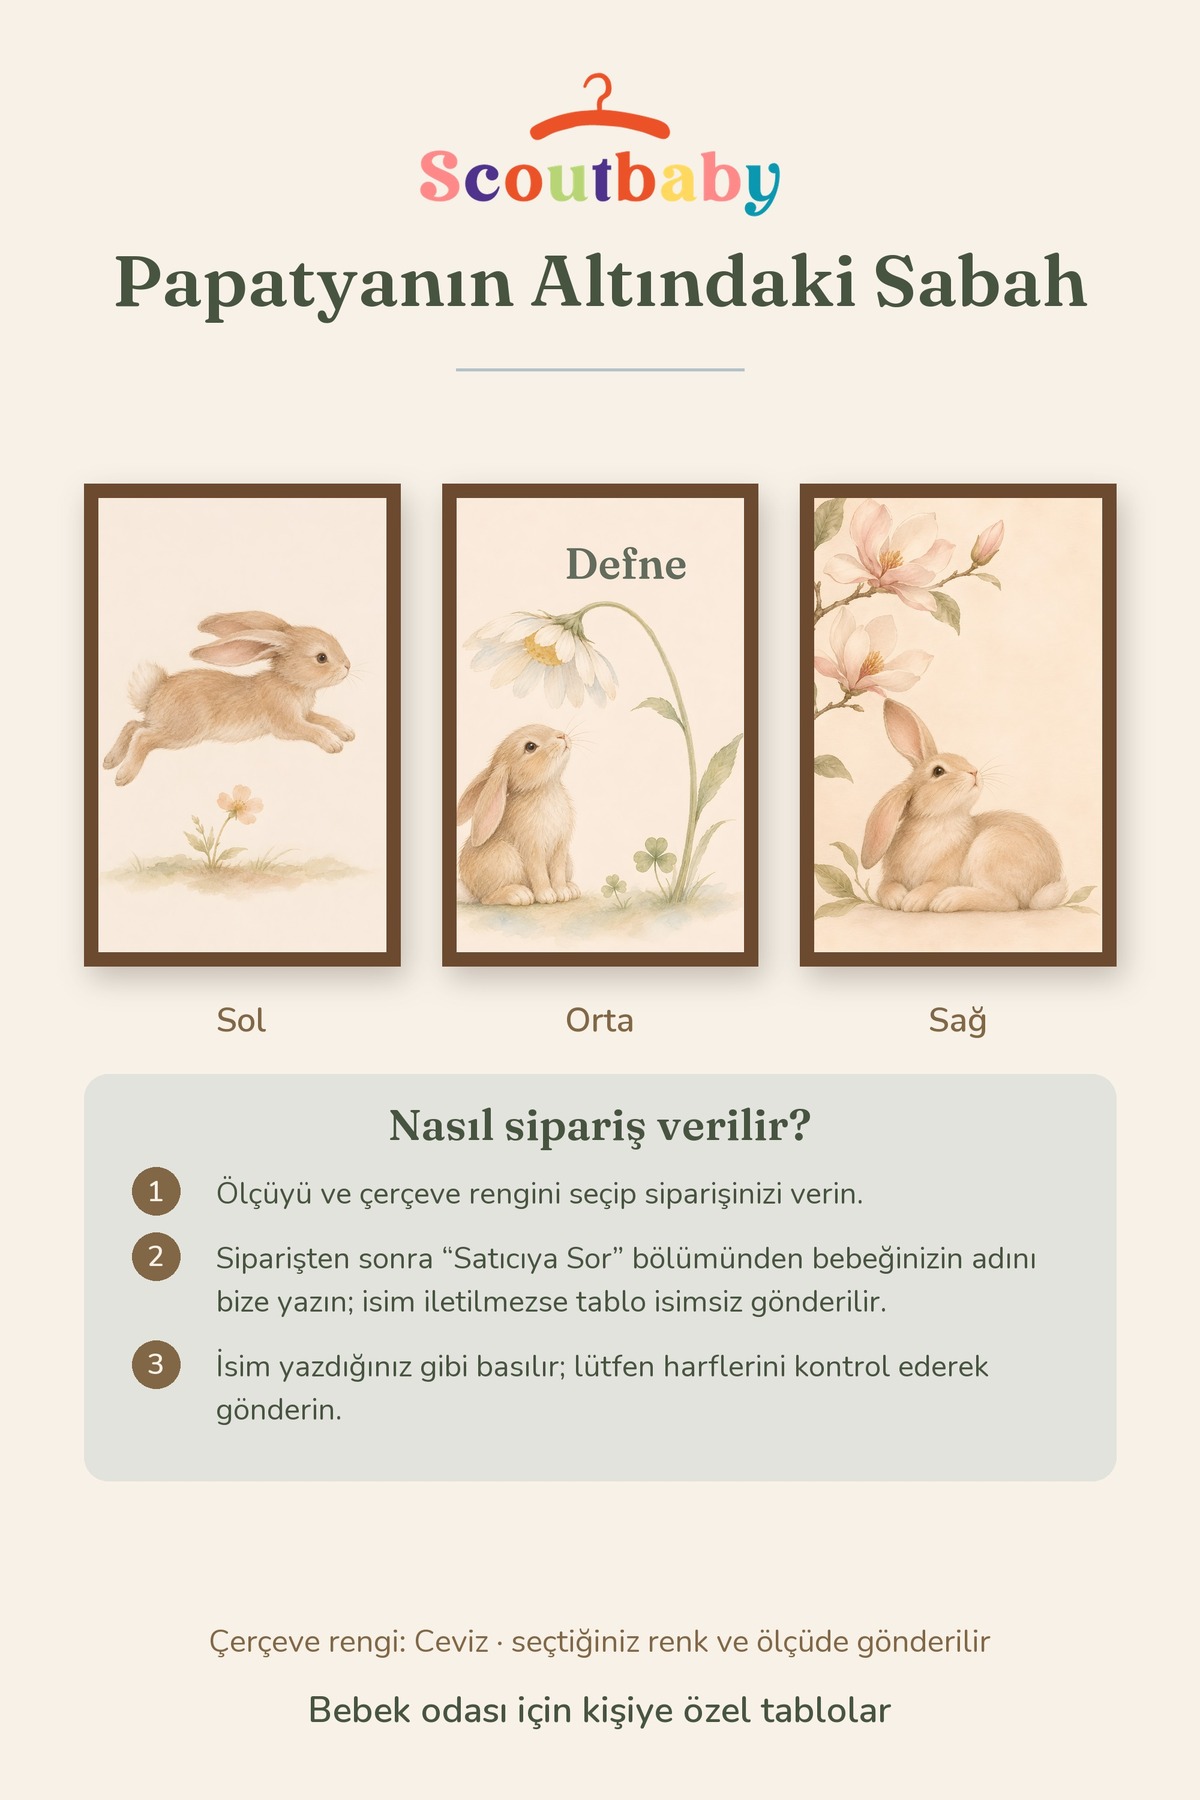 Scoutbaby
Papatyanın Altındaki Sabah
Defne
Sol
Orta
Sağ
Nasıl sipariş verilir?
1 Ölçüyü ve çerçeve rengini seçip siparişinizi verin.
2 Siparişten sonra “Satıcıya Sor” bölümünden bebeğinizin adını
bize yazın; isim iletilmezse tablo isimsiz gönderilir.
3 İsim yazdığınız gibi basılır; lütfen harflerini kontrol ederek
gönderin.
Çerçeve rengi: Ceviz · seçtiğiniz renk ve ölçüde gönderilir
Bebek odası için kişiye özel tablolar